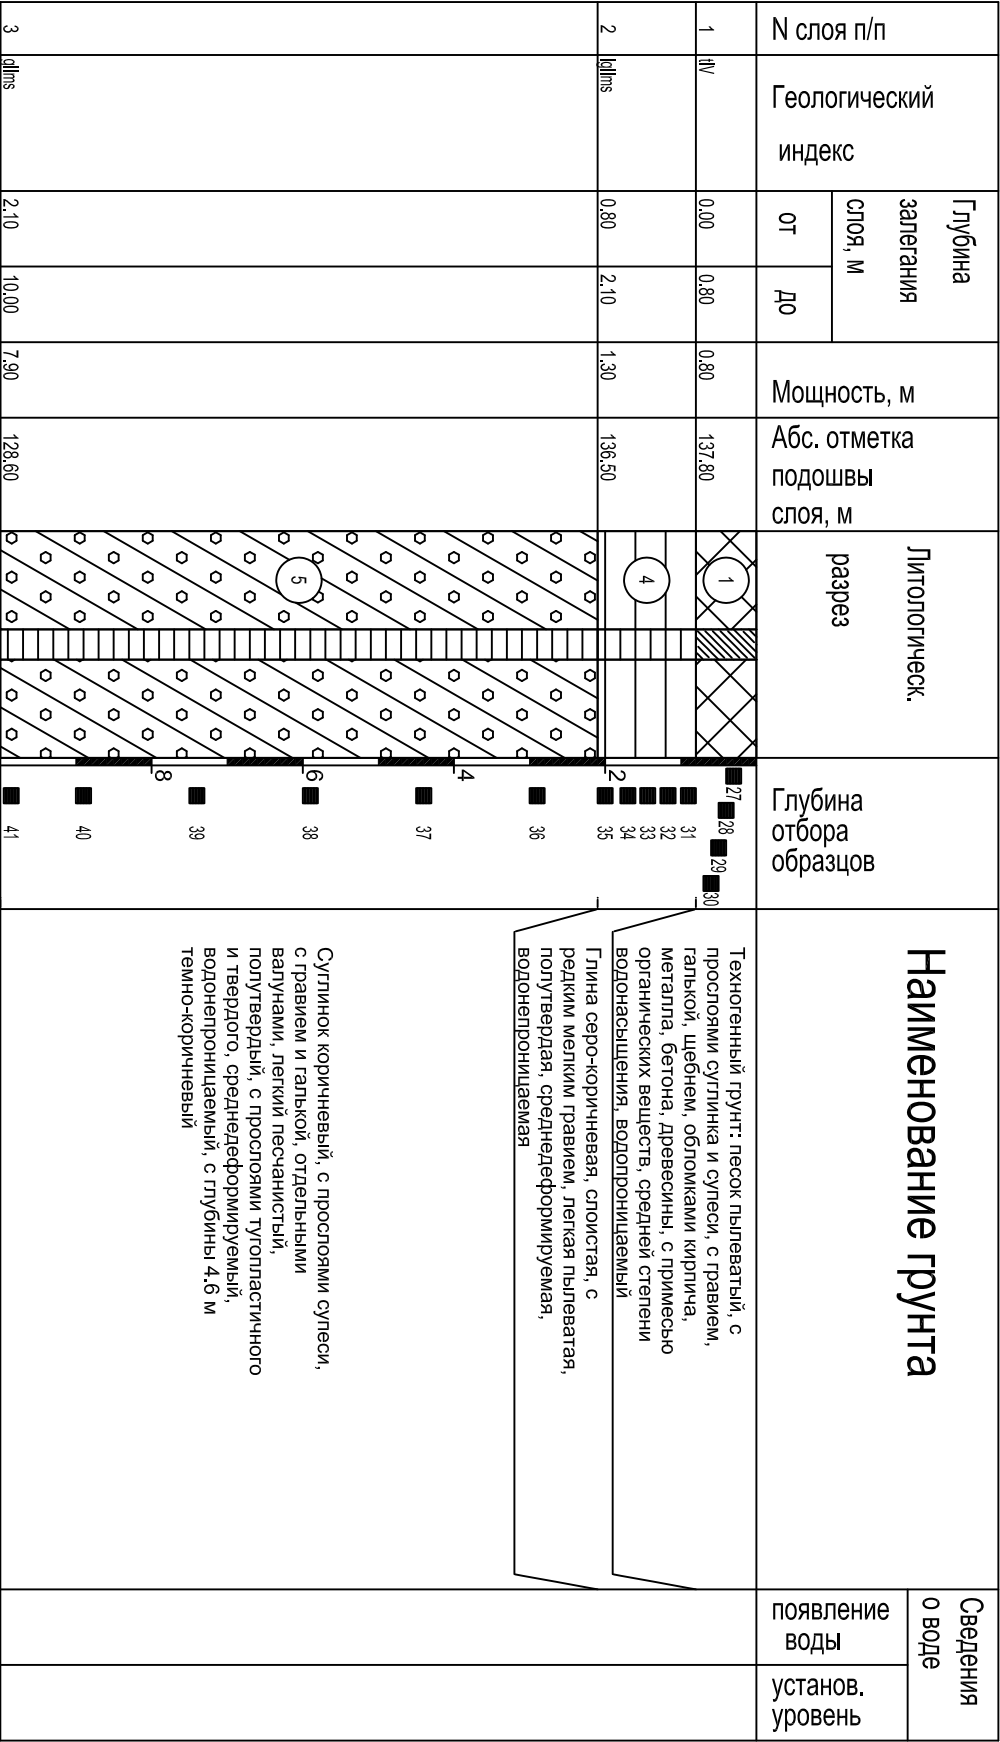 N слоя п/п
Геологический
индекс
Глубина
залегания
слоя, м
от
до
Мощность, м
Абс. отметка
подошвы
слоя, м
Литологическ.
разрез
Глубина
отбора
образцов
Наименование грунта
Сведения
о воде
появление
воды
установ.
уровень
1
tIV
0.00
0.80
0.80
137.80
1
27
28
29
30
Техногенный грунт: песок пылеватый, с
прослоями суглинка и супеси, с гравием,
галькой, щебнем, обломками кирпича,
металла, бетона, древесины, с примесью
органических веществ, средней степени
водонасыщения, водопроницаемый
2
lgIIms
0.80
2.10
1.30
136.50
4
31
32
33
34
35
2
Глина серо-коричневая, слоистая, с
редким мелким гравием, легкая пылеватая,
полутвердая, среднедеформируемая,
водонепроницаемая
3
gIIms
2.10
10.00
7.90
128.60
5
4
6
8
36
37
38
39
40
41
Суглинок коричневый, с прослоями супеси,
с гравием и галькой, отдельными
валунами, легкий песчанистый,
полутвердый, с прослоями тугопластичного
и твердого, среднедеформируемый,
водонепроницаемый, с глубины 4.6 м
темно-коричневый